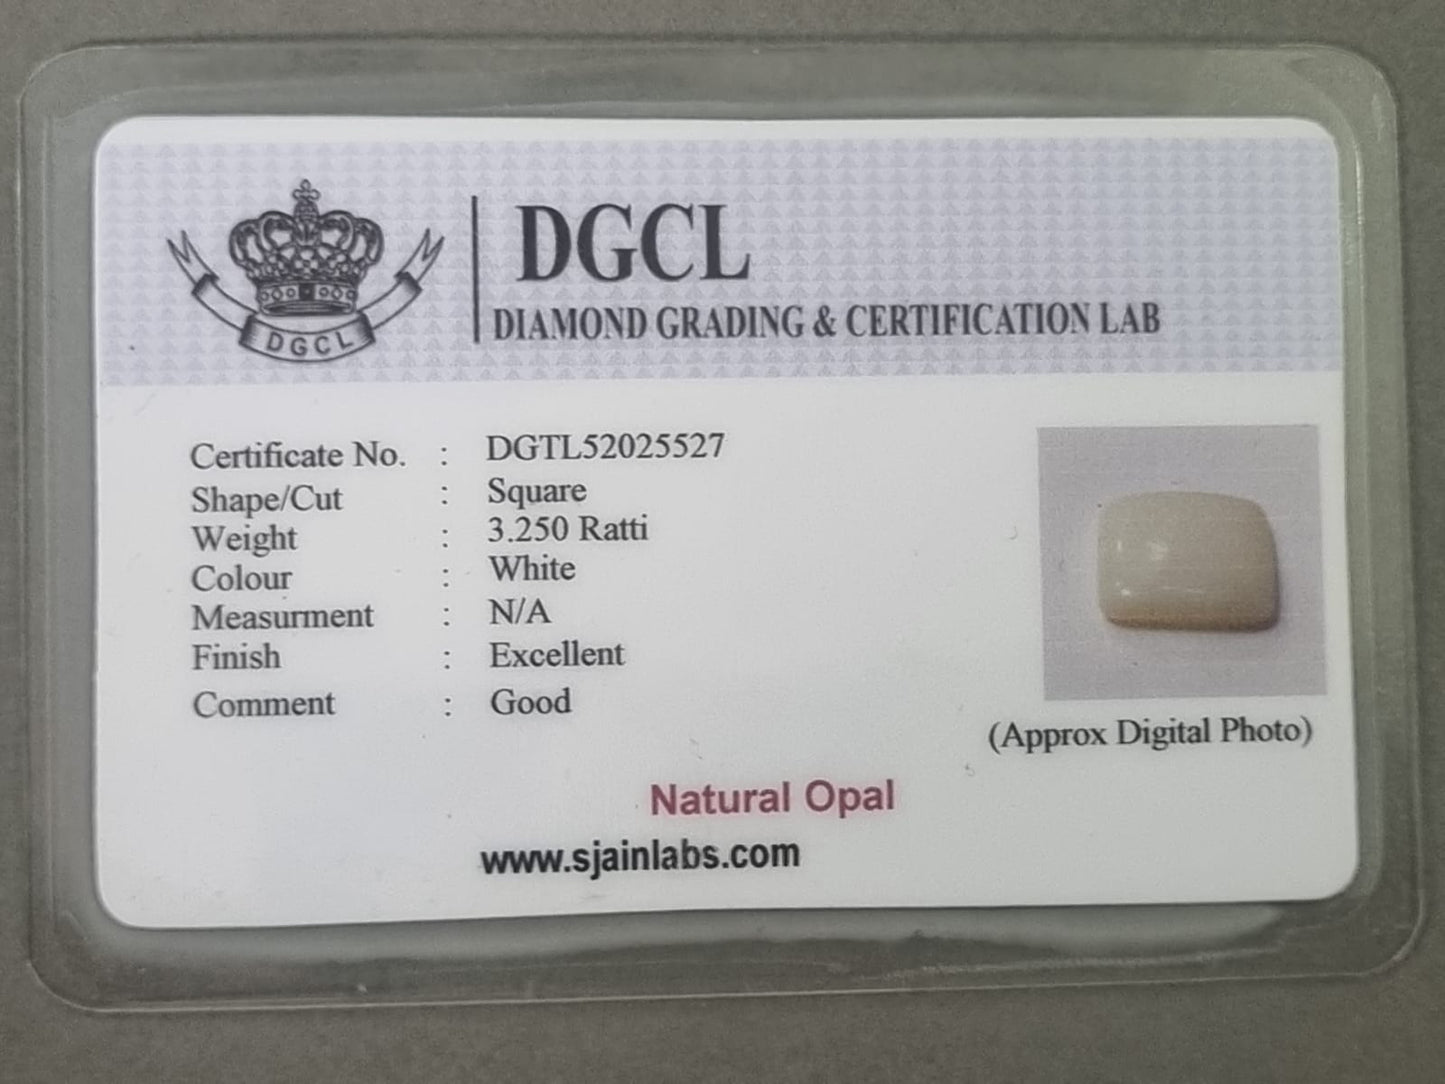 DGCL
DGCL
DIAMOND GRADING & CERTIFICATION LAB
Certificate No. : DGTL52025527
Shape/Cut : Square
Weight : 3.250 Ratti
Colour : White
Measurment : N/A
Finish : Excellent
Comment : Good
(Approx Digital Photo)
Natural Opal
www.sjainlabs.com